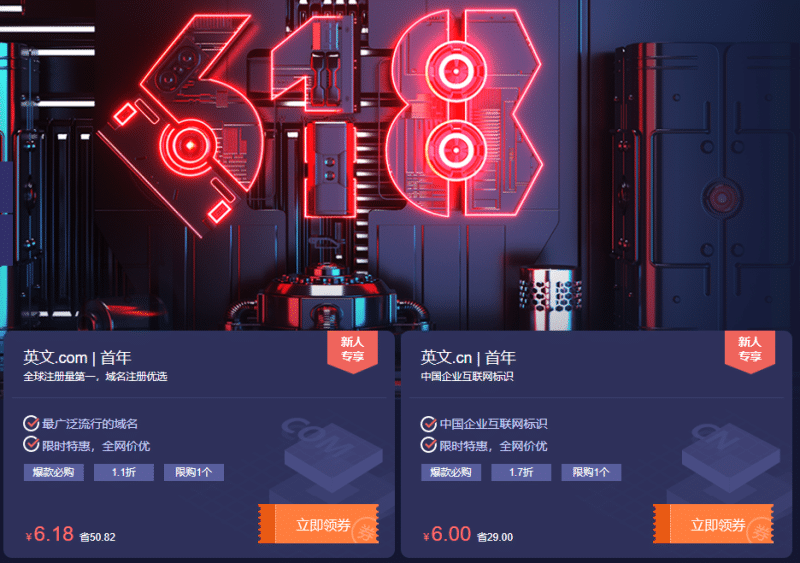 618
英文.com | 首年
全球注册量第一，域名注册优选
新人
专享
最广泛流行的域名
限时特惠，全网价优
爆款必购 1.1折 限购1个
COM
¥6.18 省50.82
立即领券
券
英文.cn | 首年
中国企业互联网标识
新人
专享
中国企业互联网标识
限时特惠，全网价优
爆款必购 1.7折 限购1个
CN
¥6.00 省29.00
立即领券
券